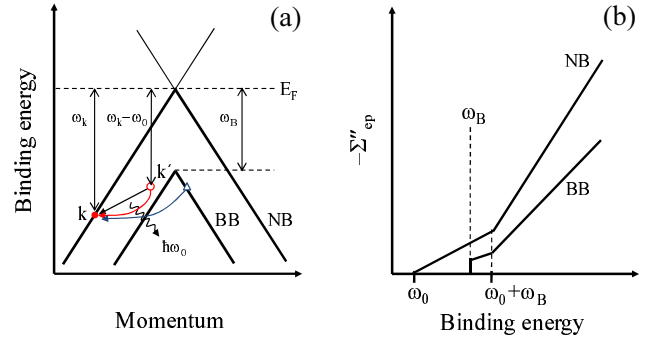 (a)
Binding energy
E_F
ω_k
ω_k−ω_0
ω_B
k´
k
BB
NB
ħω_0
Momentum
(b)
−Σ″_ep
NB
ω_B
BB
ω_0
ω_0+ω_B
Binding energy